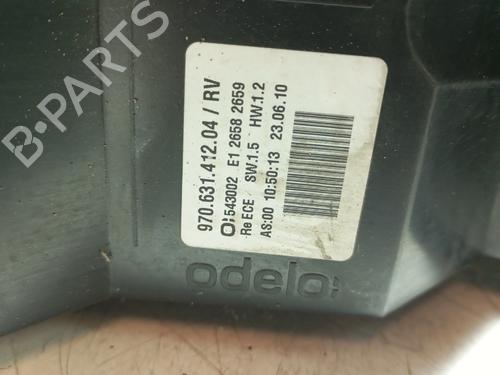 970.631.412.04 / RV
O: 543002 E1 2658 2659
Re ECE SW.1.5 HW.1.2
AS:00 10:50:13 23.06.10
odelo
B-PARTS